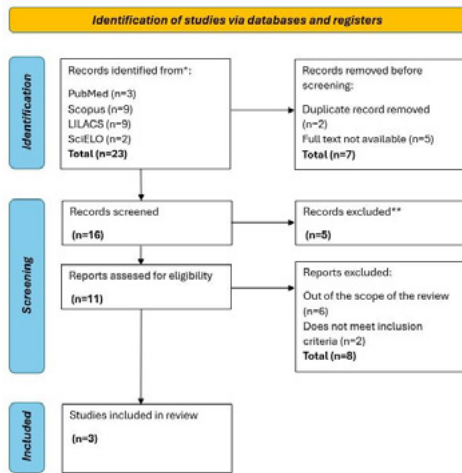 Identification of studies via databases and registers
Identification
Records identified from*:
PubMed (n=3)
Scopus (n=9)
LILACS (n=9)
SciELO (n=2)
Total (n=23)
Records removed before
screening:
Duplicate record removed
(n=2)
Full text not available (n=5)
Total (n=7)
Screening
Records screened
(n=16)
Records excluded**
(n=5)
Reports assesed for eligibility
(n=11)
Reports excluded:
Out of the scope of the review
(n=6)
Does not meet inclusion
criteria (n=2)
Total (n=8)
Included
Studies included in review
(n=3)